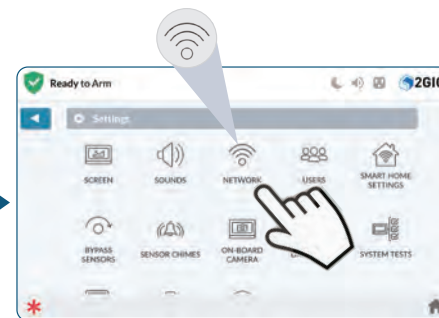 Ready to Arm
2GIG
Settings
SCREEN
SOUNDS
NETWORK
USERS
SMART HOME
SETTINGS
BYPASS
SENSORS
SENSOR CHIMES
ON-BOARD
CAMERA
SYSTEM TESTS